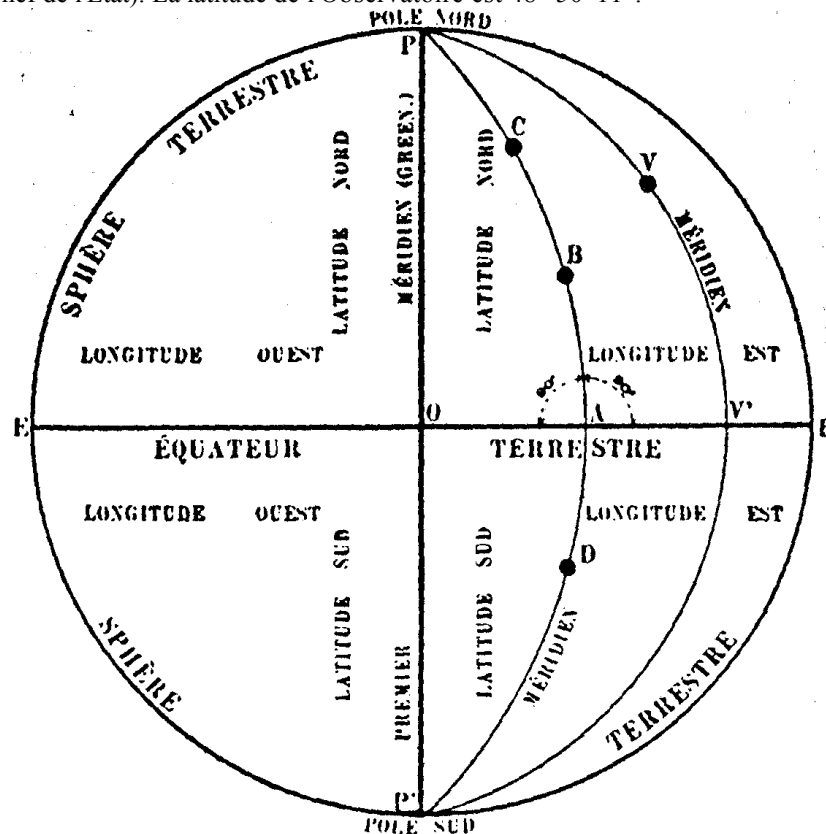 nel de l'État). La latitude de l'Observatoire est 48° 50' 11".
POLE NORD
P
SPHÈRE TERRESTRE
LATITUDE NORD
MÉRIDIEN (GREEN.)
LATITUDE NORD
C
V
MÉRIDIEN
B
LONGITUDE OUEST
LONGITUDE EST
E
O
A
V'
E
ÉQUATEUR TERRESTRE
LONGITUDE OUEST
LONGITUDE EST
D
LATITUDE SUD
LATITUDE SUD
SPHÈRE
PREMIER
MÉRIDIEN
TERRESTRE
P'
POLE SUD